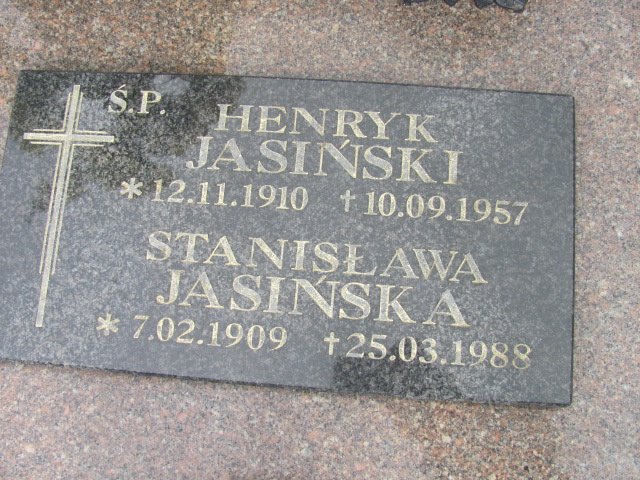 Ś.P. HENRYK
JASIŃSKI
*12.11.1910 †10.09.1957
STANISŁAWA
JASIŃSKA
*7.02.1909 †25.03.1988